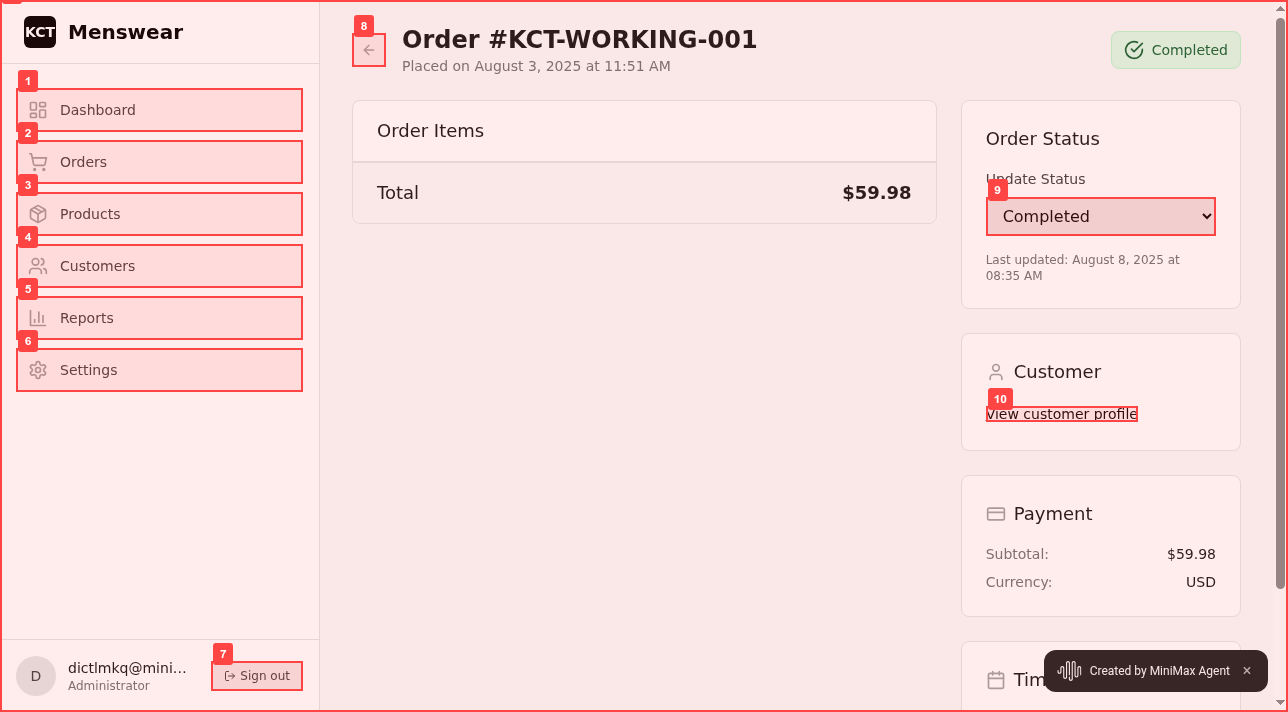 KCT Menswear
1
Dashboard
2
Orders
3
Products
4
Customers
5
Reports
6
Settings
D
dictlmkq@mini...
Administrator
7
Sign out
8
Order #KCT-WORKING-001
Placed on August 3, 2025 at 11:51 AM
Completed
Order Items
Total $59.98
Order Status
Update Status
9
Completed
Last updated: August 8, 2025 at
08:35 AM
Customer
10
View customer profile
Payment
Subtotal: $59.98
Currency: USD
Created by MiniMax Agent ×